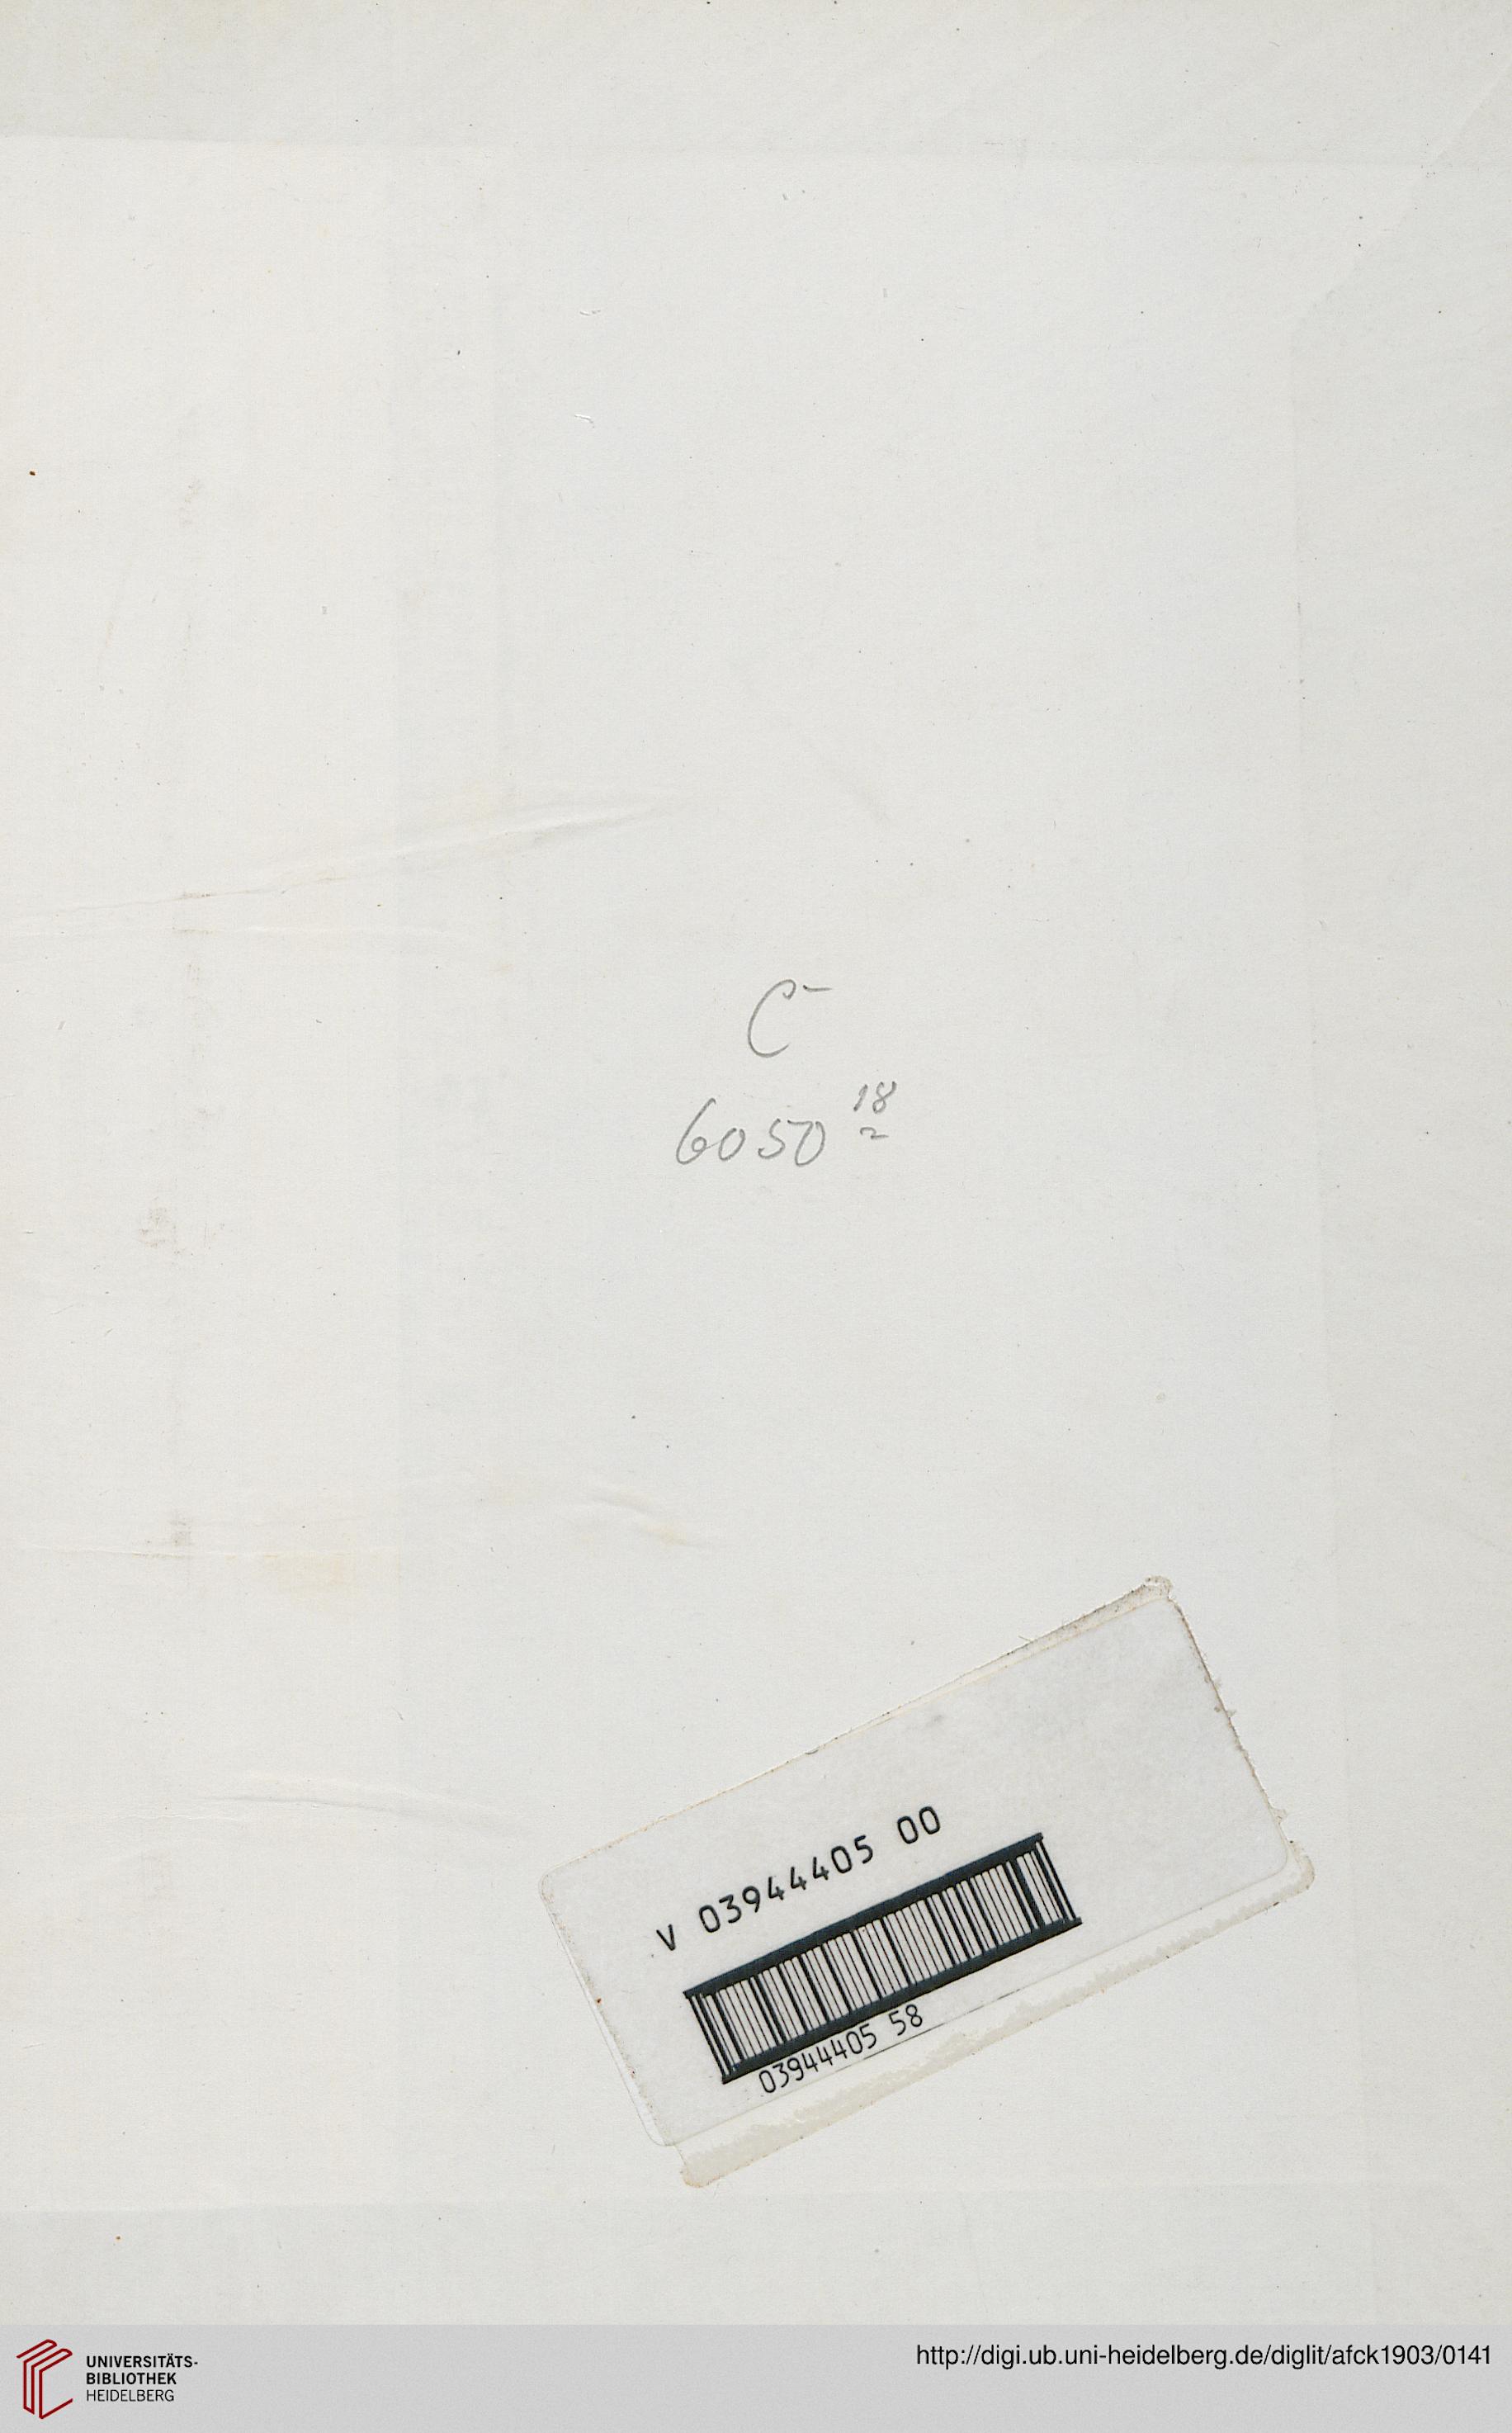 C-
6050 18
2
V 03944405 00
03944405 58
UNIVERSITÄTS-
BIBLIOTHEK
HEIDELBERG
http://digi.ub.uni-heidelberg.de/diglit/afck1903/0141